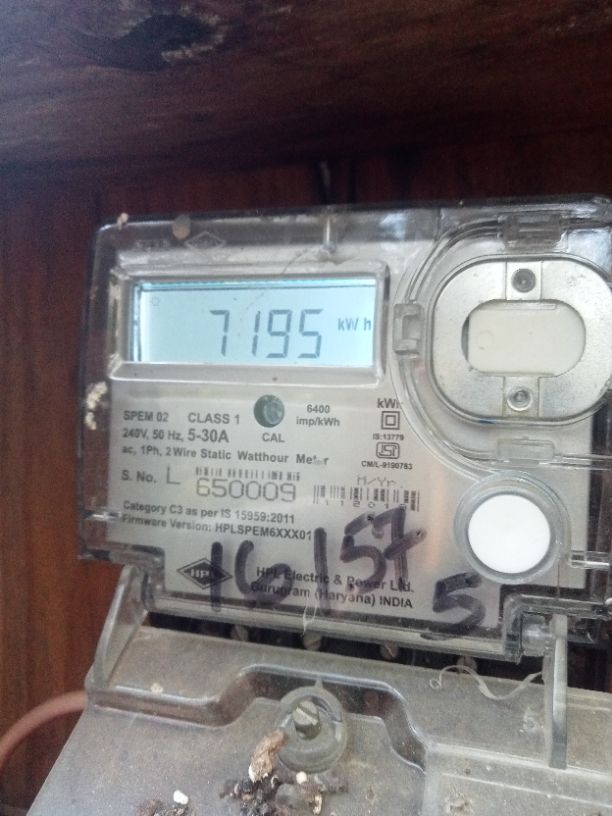 7195 kWh
SPEM 02 CLASS 1 6400 imp/kWh kWh
240V, 50 Hz, 5-30A CAL IS:13779
ac, 1Ph, 2 Wire Static Watthour Meter
CM/L-9190783
S. No. L 650009 M/Yr.
Category C3 as per IS 15959:2011
Firmware Version: HPLSPEM6XXX01
HPL HPL Electric & Power Ltd.
Gurugram (Haryana) INDIA
16157
5